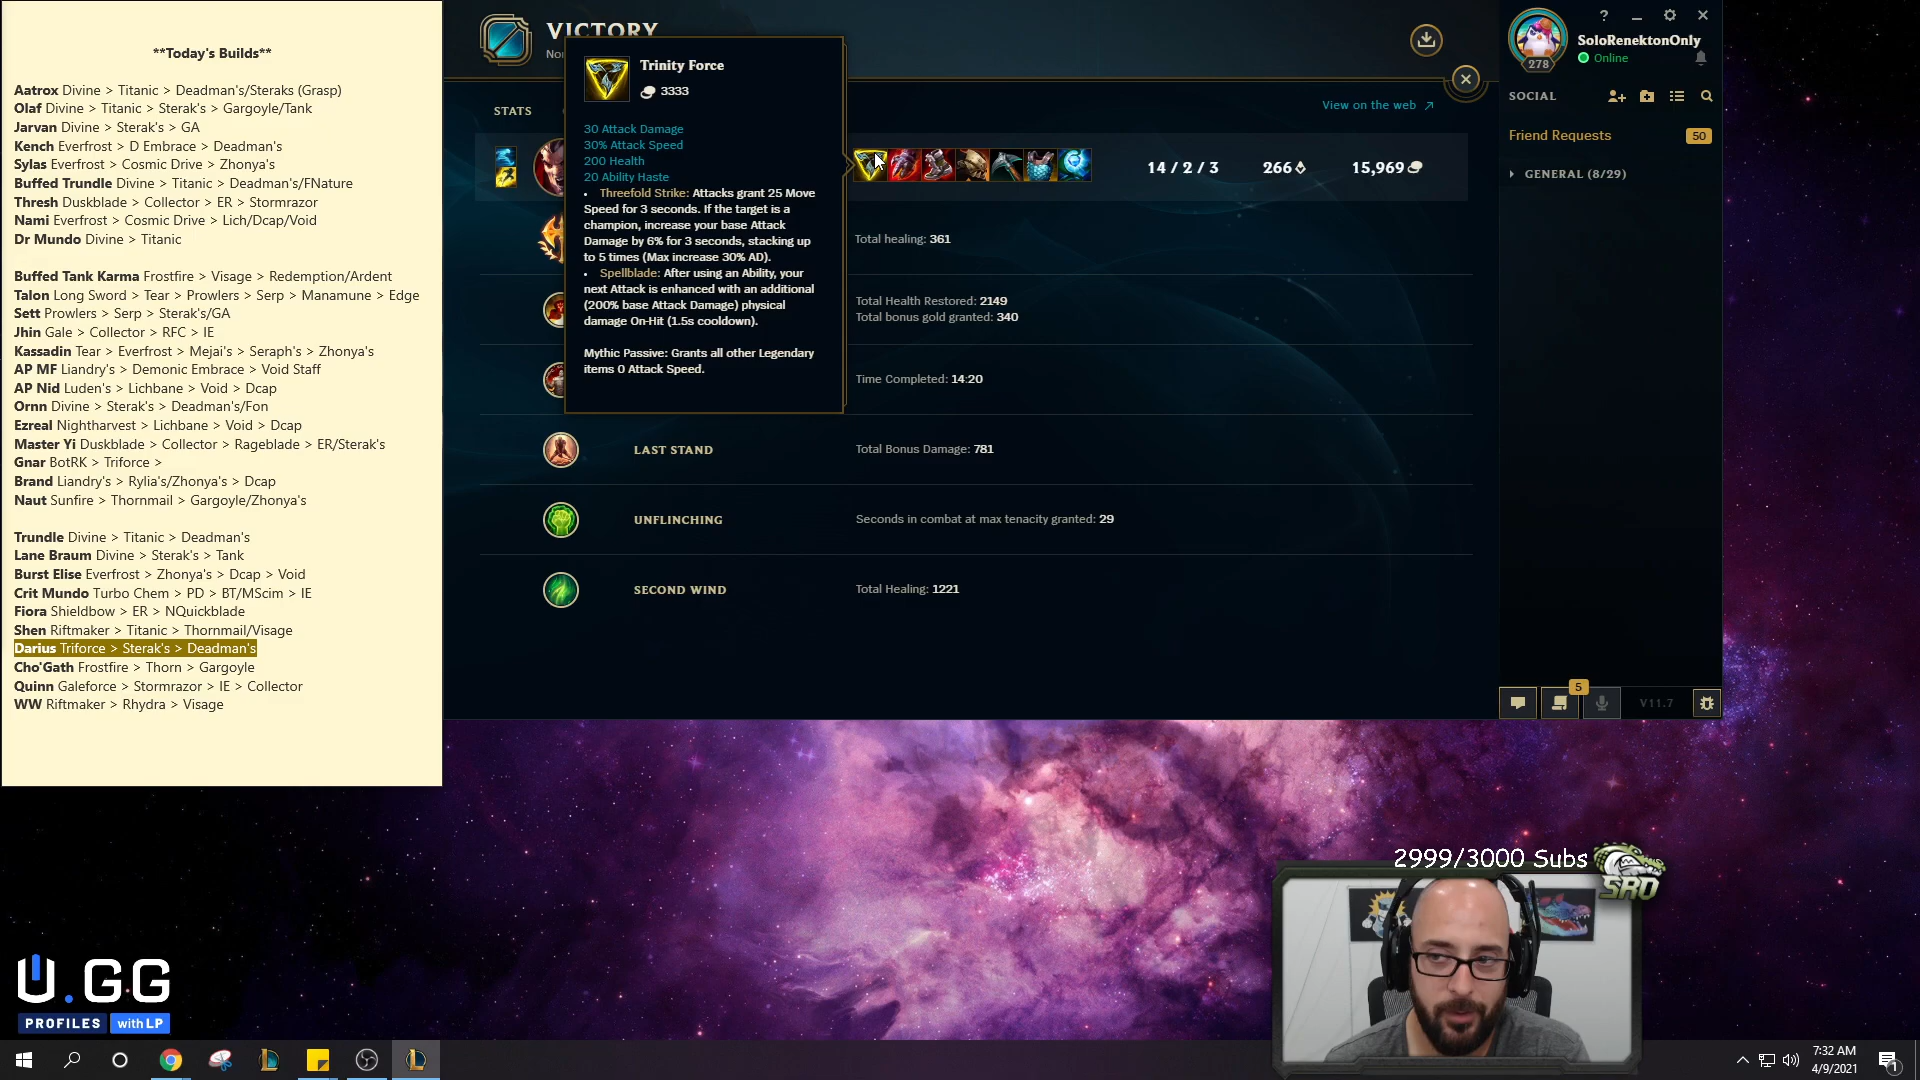 **Today's Builds**
Aatrox Divine > Titanic > Deadman's/Steraks (Grasp)
Olaf Divine > Titanic > Sterak's > Gargoyle/Tank
Jarvan Divine > Sterak's > GA
Kench Everfrost > D Embrace > Deadman's
Sylas Everfrost > Cosmic Drive > Zhonya's
Buffed Trundle Divine > Titanic > Deadman's/FNature
Thresh Duskblade > Collector > ER > Stormrazor
Nami Everfrost > Cosmic Drive > Lich/Dcap/Void
Dr Mundo Divine > Titanic
Buffed Tank Karma Frostfire > Visage > Redemption/Ardent
Talon Long Sword > Tear > Prowlers > Serp > Manamune > Edge
Sett Prowlers > Serp > Sterak's/GA
Jhin Gale > Collector > RFC > IE
Kassadin Tear > Everfrost > Mejai's > Seraph's > Zhonya's
AP MF Liandry's > Demonic Embrace > Void Staff
AP Nid Luden's > Lichbane > Void > Dcap
Ornn Divine > Sterak's > Deadman's/Fon
Ezreal Nightharvest > Lichbane > Void > Dcap
Master Yi Duskblade > Collector > Rageblade > ER/Sterak's
Gnar BotRK > Triforce >
Brand Liandry's > Rylia's/Zhonya's > Dcap
Naut Sunfire > Thornmail > Gargoyle/Zhonya's
Trundle Divine > Titanic > Deadman's
Lane Braum Divine > Sterak's > Tank
Burst Elise Everfrost > Zhonya's > Dcap > Void
Crit Mundo Turbo Chem > PD > BT/MScim > IE
Fiora Shieldbow > ER > NQuickblade
Shen Riftmaker > Titanic > Thornmail/Visage
Darius Triforce > Sterak's > Deadman's
Cho'Gath Frostfire > Thorn > Gargoyle
Quinn Galeforce > Stormrazor > IE > Collector
WW Riftmaker > Rhydra > Visage
VICTORY
No
STATS
View on the web
Trinity Force
3333
30 Attack Damage
30% Attack Speed
200 Health
20 Ability Haste
• Threefold Strike: Attacks grant 25 Move
Speed for 3 seconds. If the target is a
champion, increase your base Attack
Damage by 6% for 3 seconds, stacking up
to 5 times (Max increase 30% AD).
• Spellblade: After using an Ability, your
next Attack is enhanced with an additional
(200% base Attack Damage) physical
damage On-Hit (1.5s cooldown).
Mythic Passive: Grants all other Legendary
items 0 Attack Speed.
14 / 2 / 3
266
15,969
Total healing: 361
Total Health Restored: 2149
Total bonus gold granted: 340
Time Completed: 14:20
LAST STAND
Total Bonus Damage: 781
UNFLINCHING
Seconds in combat at max tenacity granted: 29
SECOND WIND
Total Healing: 1221
?
SoloRenektonOnly
278
Online
SOCIAL
Friend Requests
50
GENERAL (8/29)
5
V11.7
2999/3000 Subs
SRO
U.GG
PROFILES with LP
7:32 AM
4/9/2021
1